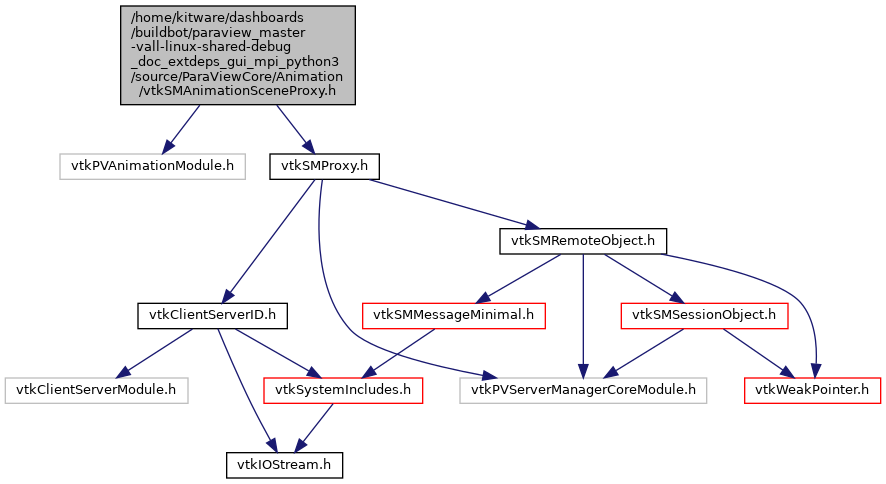 /home/kitware/dashboards
/buildbot/paraview_master
-vall-linux-shared-debug
_doc_extdeps_gui_mpi_python3
/source/ParaViewCore/Animation
/vtkSMAnimationSceneProxy.h
vtkPVAnimationModule.h
vtkSMProxy.h
vtkSMRemoteObject.h
vtkClientServerID.h
vtkSMMessageMinimal.h
vtkSMSessionObject.h
vtkClientServerModule.h
vtkSystemIncludes.h
vtkPVServerManagerCoreModule.h
vtkWeakPointer.h
vtkIOStream.h